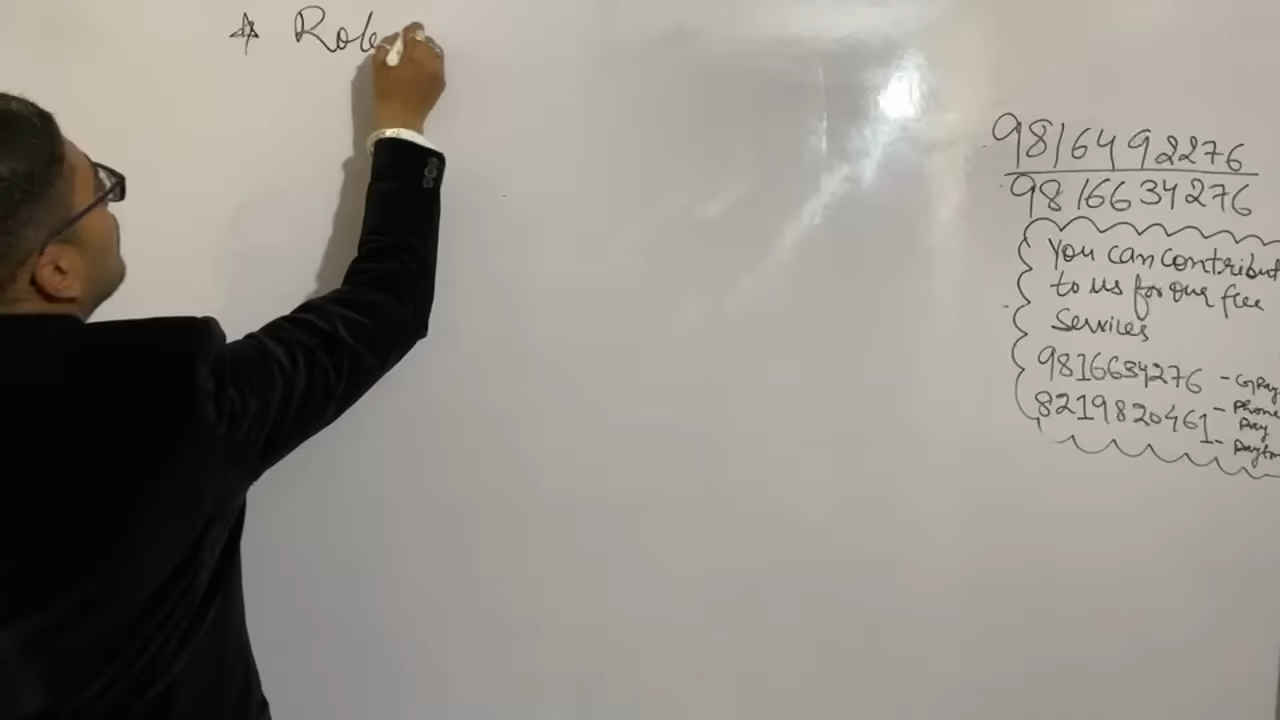 ☆ Role
9816492276
9816634276
You can contribut
to us for our free
Services
9816634276 - GPay
8219820461 - Phone
Pay
- Paytm